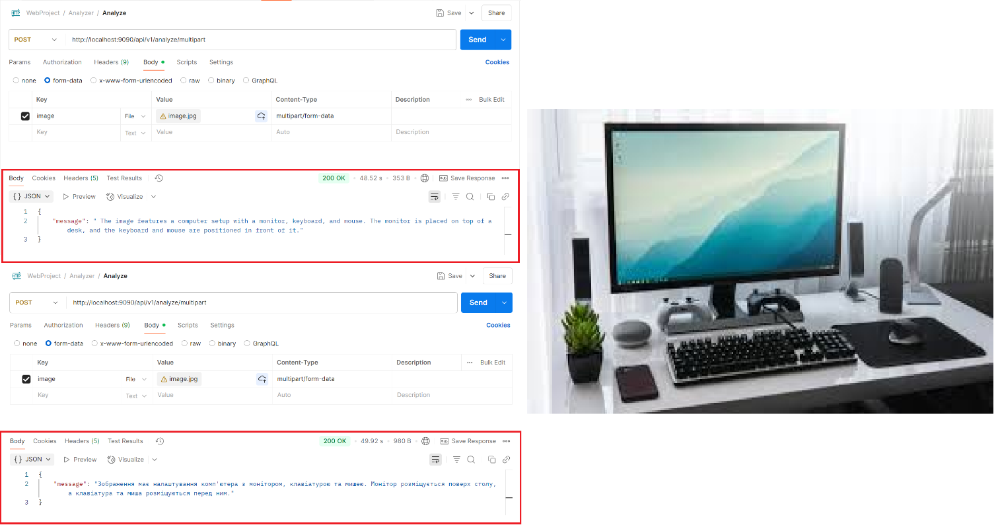 WebProject / Analyzer / Analyze Save Share
POST http://localhost:9090/api/v1/analyze/multipart Send
Params Authorization Headers (9) Body Scripts Settings Cookies
none form-data x-www-form-urlencoded raw binary GraphQL
Key Value Content-Type Description Bulk Edit
image File image.jpg multipart/form-data
Key Text Value Auto Description
Body Cookies Headers (5) Test Results 200 OK 48.52 s 353 B Save Response
{} JSON Preview Visualize
1 {
2 "message": " The image features a computer setup with a monitor, keyboard, and mouse. The monitor is placed on top of a
desk, and the keyboard and mouse are positioned in front of it."
3 }
WebProject / Analyzer / Analyze Save Share
POST http://localhost:9090/api/v1/analyze/multipart Send
Params Authorization Headers (9) Body Scripts Settings Cookies
none form-data x-www-form-urlencoded raw binary GraphQL
Key Value Content-Type Description Bulk Edit
image File image.jpg multipart/form-data
Key Text Value Auto Description
Body Cookies Headers (5) Test Results 200 OK 49.92 s 980 B Save Response
{} JSON Preview Visualize
1 {
2 "message": "Зображення має налаштування комп'ютера з монітором, клавіатурою та мишею. Монітор розміщується поверх столу,
а клавіатура та миша розміщуються перед ним."
3 }